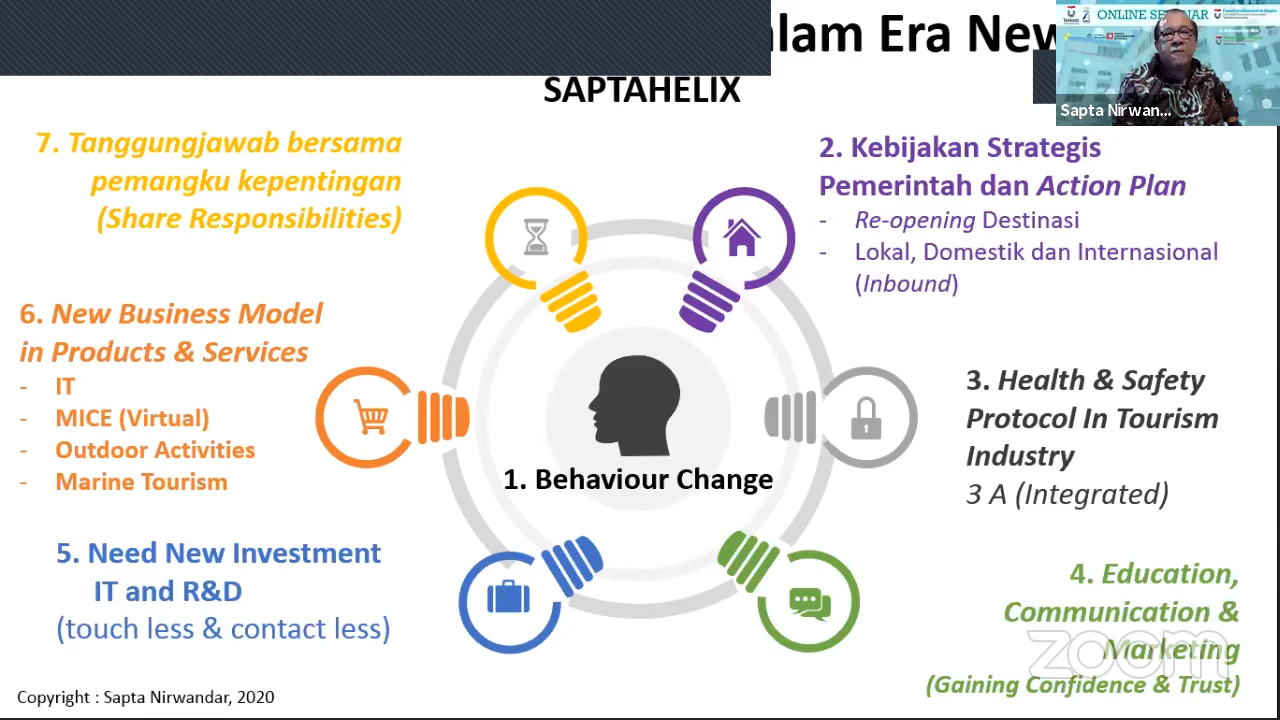 lam Era New
SAPTAHELIX
ONLINE SEMINAR
Sapta Nirwan...
7. Tanggungjawab bersama
pemangku kepentingan
(Share Responsibilities)
2. Kebijakan Strategis
Pemerintah dan Action Plan
- Re-opening Destinasi
- Lokal, Domestik dan Internasional
(Inbound)
6. New Business Model
in Products & Services
- IT
- MICE (Virtual)
- Outdoor Activities
- Marine Tourism
1. Behaviour Change
3. Health & Safety
Protocol In Tourism
Industry
3 A (Integrated)
5. Need New Investment
IT and R&D
(touch less & contact less)
4. Education,
Communication &
Marketing
(Gaining Confidence & Trust)
zoom
Copyright : Sapta Nirwandar, 2020